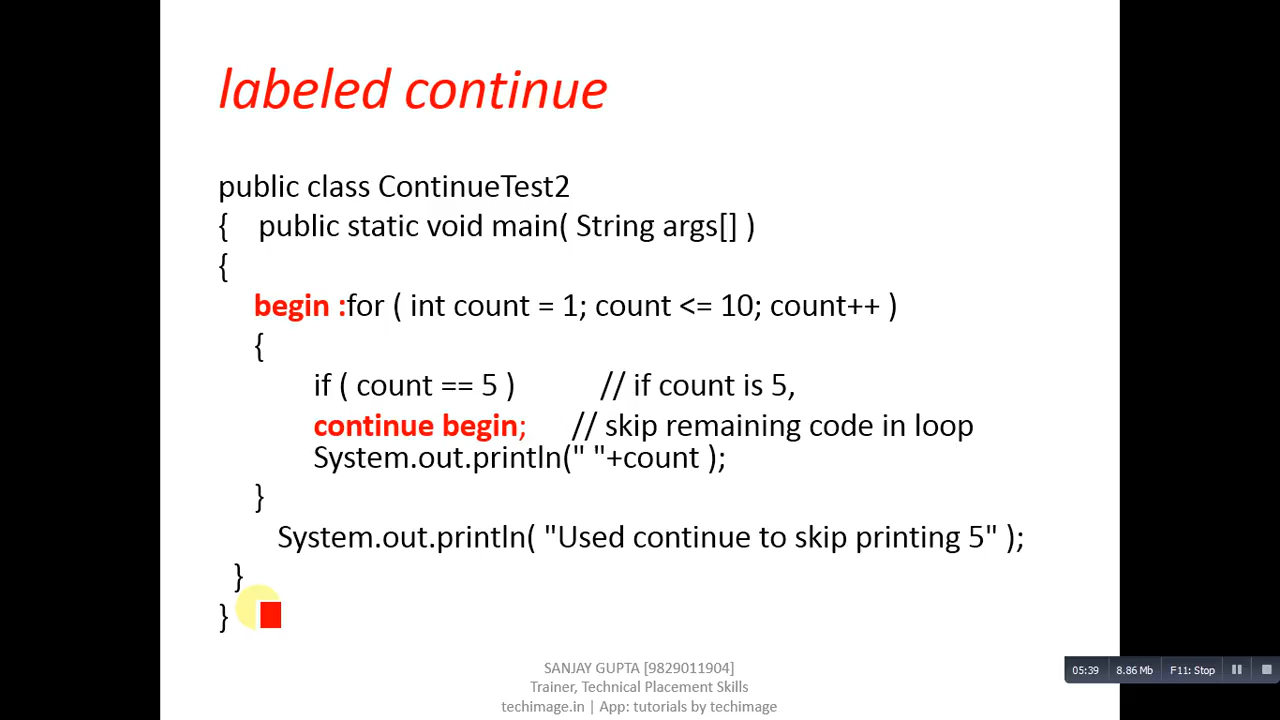 labeled continue
public class ContinueTest2
{ public static void main( String args[] )
{
begin :for ( int count = 1; count <= 10; count++ )
{
if ( count == 5 ) // if count is 5,
continue begin; // skip remaining code in loop
System.out.println(" "+count );
}
System.out.println( "Used continue to skip printing 5" );
}
}
SANJAY GUPTA [9829011904]
Trainer, Technical Placement Skills
techimage.in | App: tutorials by techimage
05:39 8.86 Mb F11: Stop